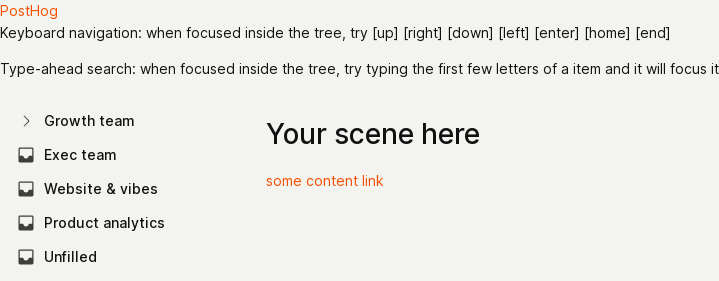 PostHog
Keyboard navigation: when focused inside the tree, try [up] [right] [down] [left] [enter] [home] [end]
Type-ahead search: when focused inside the tree, try typing the first few letters of a item and it will focus it
Growth team
Exec team
Website & vibes
Product analytics
Unfilled
Your scene here
some content link